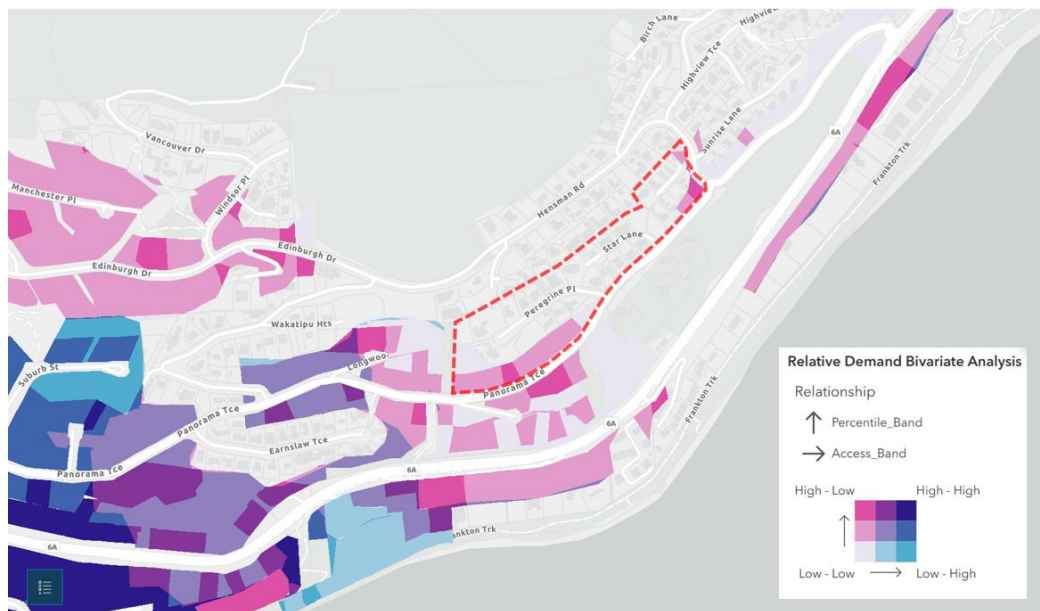 Birch Lane
Highview Tce
Highview
Sunrise Lane
6A
Frankton Trk
Vancouver Dr
Windsor Pl
Manchester Pl
Hensman Rd
Star Lane
Edinburgh Dr
Edinburgh Dr
Peregrine Pl
Wakatipu Hts
Longwoo
Suburb St
Panorama Tce
Panorama Tce
Frankton Trk
6A
Earnslaw Tce
Panorama Tce
6A
nkton Trk
6A
Relative Demand Bivariate Analysis
Relationship
Percentile_Band
Access_Band
High - Low
High - High
Low - Low
Low - High